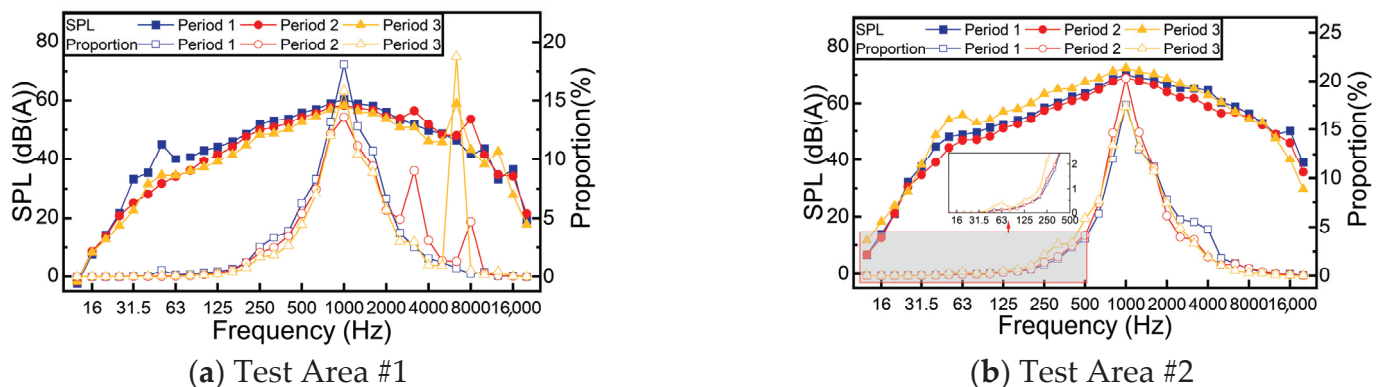 SPL Period 1 Period 2 Period 3
Proportion Period 1 Period 2 Period 3
80
60
40
20
0
SPL (dB(A))
20
15
10
5
0
Proportion(%)
16 31.5 63 125 250 500 1000 2000 4000 8000 16,000
Frequency (Hz)
(a) Test Area #1
SPL Period 1 Period 2 Period 3
Proportion Period 1 Period 2 Period 3
80
60
40
20
0
SPL (dB(A))
25
20
15
10
5
0
Proportion(%)
2
1
0
16 31.5 63 125 250 500
16 31.5 63 125 250 500 1000 2000 4000 8000 16,000
Frequency (Hz)
(b) Test Area #2